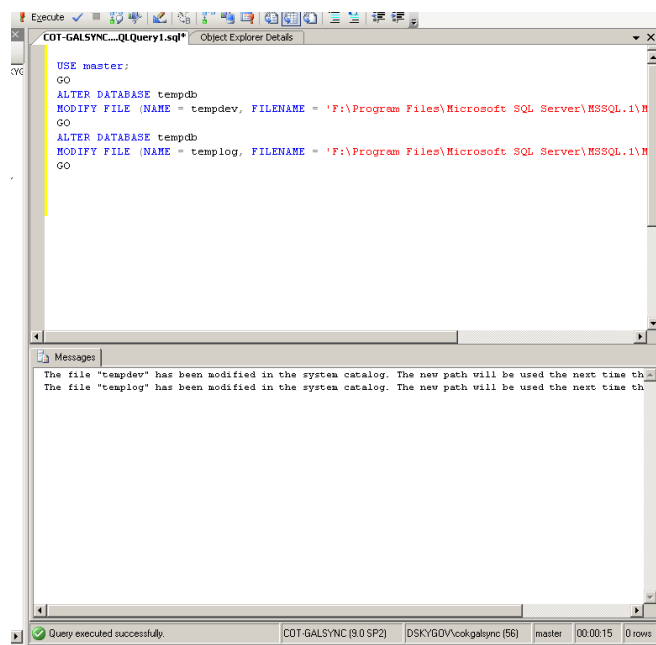 Execute
COT-GALSYNC....QLQuery1.sql* Object Explorer Details
USE master;
GO
ALTER DATABASE tempdb
MODIFY FILE (NAME = tempdev, FILENAME = 'F:\Program Files\Microsoft SQL Server\MSSQL.1\M
GO
ALTER DATABASE tempdb
MODIFY FILE (NAME = templog, FILENAME = 'F:\Program Files\Microsoft SQL Server\MSSQL.1\M
GO
Messages
The file "tempdev" has been modified in the system catalog. The new path will be used the next time th
The file "templog" has been modified in the system catalog. The new path will be used the next time th
Query executed successfully. COT-GALSYNC (9.0 SP2) DSKYGOV\cokgalsync (56) master 00:00:15 0 rows